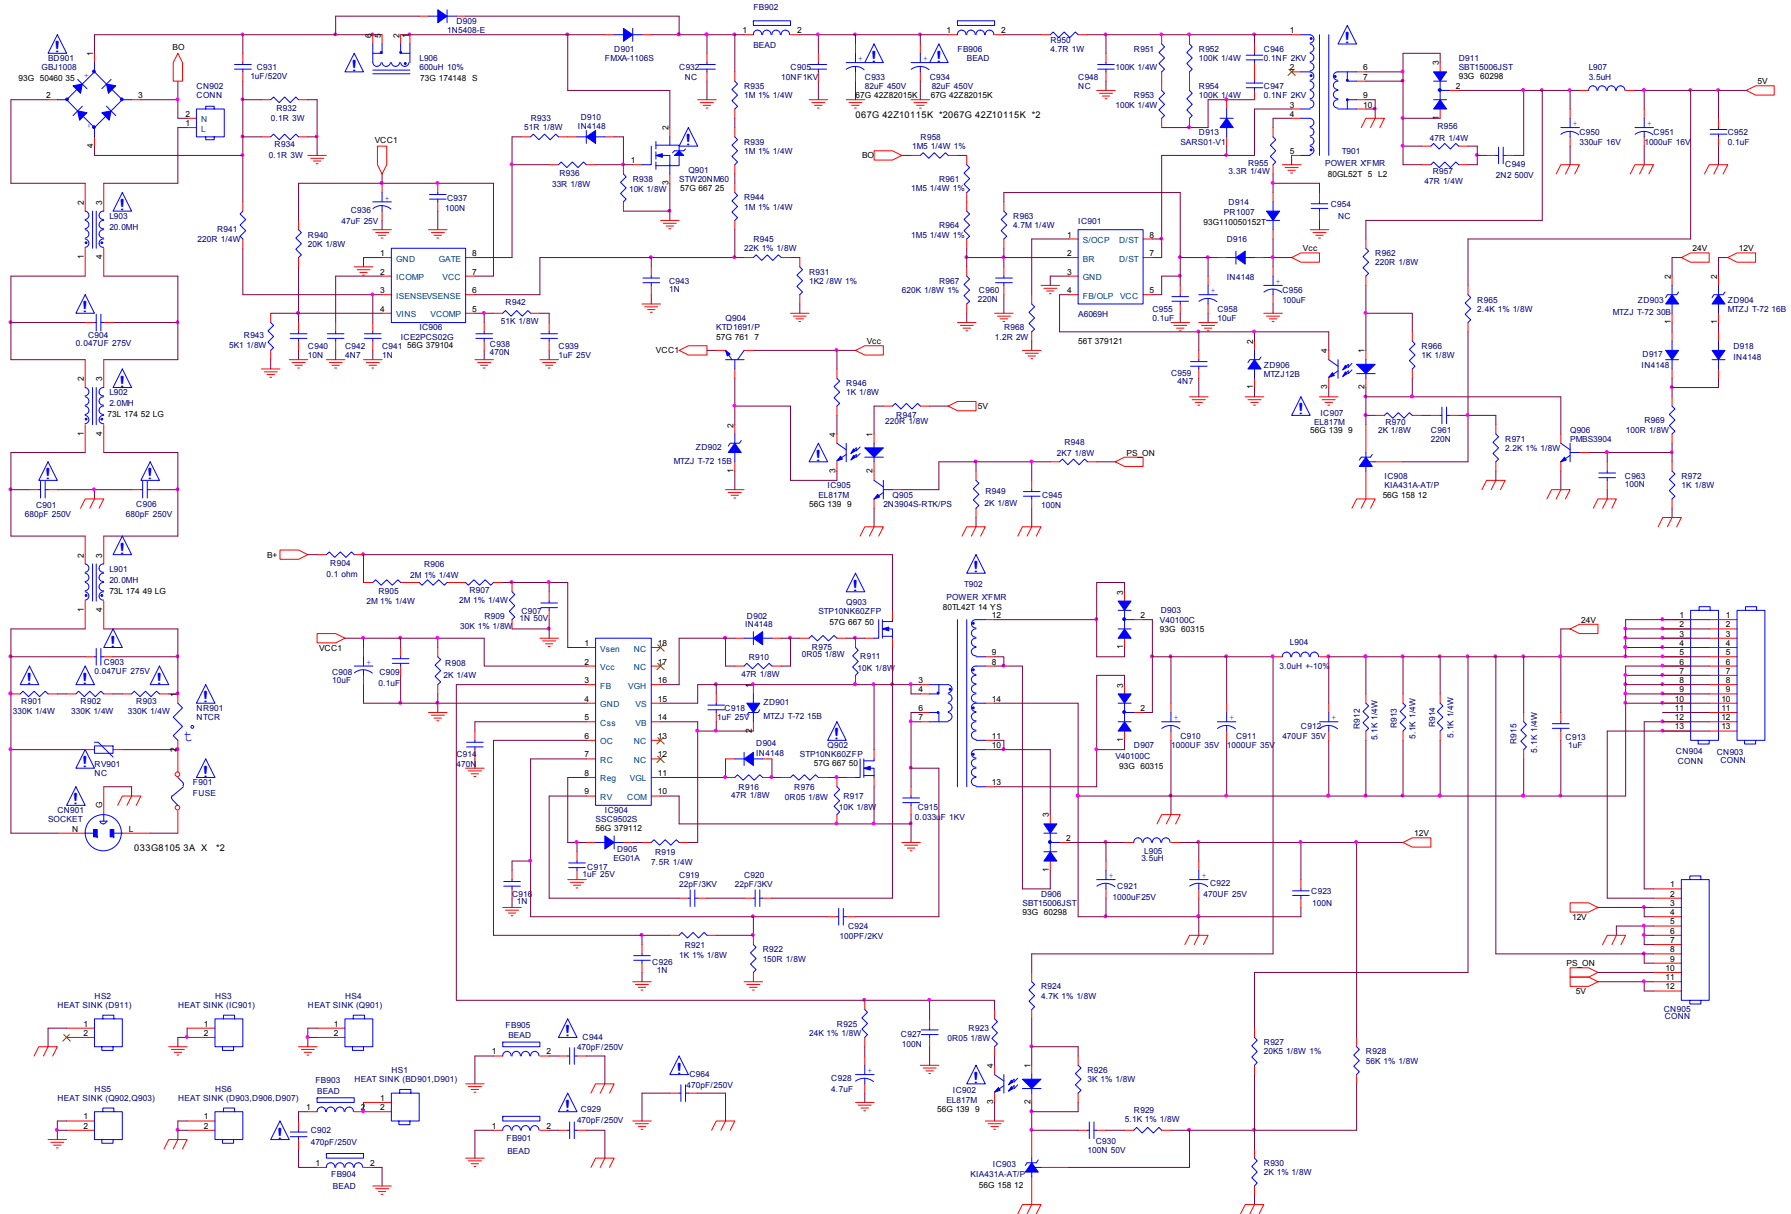 BD901
GBJ1008
93G 50460 35
BO
CN902
CONN
N
L
C931
1uF/520V
R932
0.1R 3W
R934
0.1R 3W
D909
1N5408-E
L906
600uH 10%
73G 174148 S
D901
FMXA-1106S
FB902
BEAD
C932
NC
C905
10NF1KV
C933
82uF 450V
67G 42Z82015K
C934
82uF 450V
67G 42Z82015K
067G 42Z10115K *2067G 42Z10115K *2
FB906
BEAD
R950
4.7R 1W
C948
NC
R951
100K 1/4W
R952
100K 1/4W
R953
100K 1/4W
R954
100K 1/4W
C946
0.1NF 2KV
C947
0.1NF 2KV
D913
SARS01-V1
R955
3.3R 1/4W
T901
POWER XFMR
80GL52T 5 L2
D911
SBT15006JST
93G 60298
R956
47R 1/4W
R957
47R 1/4W
C949
2N2 500V
L907
3.5uH
5V
C950
330uF 16V
C951
1000uF 16V
C952
0.1uF
R933
51R 1/8W
D910
IN4148
R936
33R 1/8W
R938
10K 1/8W
Q901
STW20NM60
57G 667 25
R935
1M 1% 1/4W
R939
1M 1% 1/4W
R944
1M 1% 1/4W
R945
22K 1% 1/8W
R931
1K2 /8W 1%
C943
1N
VCC1
C936
47uF 25V
C937
100N
R941
220R 1/4W
R940
20K 1/8W
GND
ICOMP
ISENSE
VINS
GATE
VCC
VSENSE
VCOMP
IC906
ICE2PCS02G
56G 379104
R942
51K 1/8W
C938
470N
C939
1uF 25V
R943
5K1 1/8W
C940
10N
C942
4N7
C941
1N
L903
20.0MH
C904
0.047UF 275V
L902
2.0MH
73L 174 52 LG
C901
680pF 250V
C906
680pF 250V
L901
20.0MH
73L 174 49 LG
C903
0.047UF 275V
R901
330K 1/4W
R902
330K 1/4W
R903
330K 1/4W
NR901
NTCR
t
RV901
NC
F901
FUSE
CN901
SOCKET
G
N
L
033G8105 3A X *2
BO
R958
1M5 1/4W 1%
R961
1M5 1/4W 1%
R964
1M5 1/4W 1%
R963
4.7M 1/4W
R967
620K 1/8W 1%
C960
220N
R968
1.2R 2W
IC901
S/OCP
BR
GND
FB/OLP
D/ST
D/ST
VCC
A6069H
56T 379121
D914
PR1007
93G110050152T
C954
NC
D916
IN4148
Vcc
C955
0.1uF
C958
10uF
C956
100uF
C959
4N7
ZD906
MTZJ12B
IC907
EL817M
56G 139 9
R962
220R 1/8W
R966
1K 1/8W
R970
2K 1/8W
C961
220N
R965
2.4K 1% 1/8W
R971
2.2K 1% 1/8W
IC908
KIA431A-AT/P
56G 158 12
Q906
PMBS3904
C963
100N
R969
100R 1/8W
R972
1K 1/8W
24V
12V
ZD903
MTZJ T-72 30B
ZD904
MTZJ T-72 16B
D917
IN4148
D918
IN4148
Q904
KTD1691/P
57G 761 7
VCC1
Vcc
R946
1K 1/8W
ZD902
MTZJ T-72 15B
R947
220R 1/8W
5V
IC905
EL817M
56G 139 9
Q905
2N3904S-RTK/PS
R948
2K7 1/8W
PS_ON
R949
2K 1/8W
C945
100N
B+
R904
0.1 ohm
R905
2M 1% 1/4W
R906
2M 1% 1/4W
R907
2M 1% 1/4W
R909
30K 1% 1/8W
C907
1N 50V
VCC1
C908
10uF
C909
0.1uF
R908
2K 1/4W
C914
470N
Vsen
Vcc
FB
GND
Css
OC
RC
Reg
RV
NC
NC
VGH
VS
VB
NC
NC
VGL
COM
IC904
SSC9502S
56G 379112
D902
IN4148
R910
47R 1/8W
R975
0R05 1/8W
R911
10K 1/8W
Q903
STP10NK60ZFP
57G 667 50
C918
1uF 25V
ZD901
MTZJ T-72 15B
D904
IN4148
R916
47R 1/8W
R976
0R05 1/8W
Q902
STP10NK60ZFP
57G 667 50
R917
10K 1/8W
C915
0.033uF 1KV
D905
EG01A
R919
7.5R 1/4W
C917
1uF 25V
C916
1N
C919
22pF/3KV
C920
22pF/3KV
C924
100PF/2KV
R921
1K 1% 1/8W
R922
150R 1/8W
C926
1N
T902
POWER XFMR
80TL42T 14 YS
D903
V40100C
93G 60315
D907
V40100C
93G 60315
C910
1000UF 35V
C911
1000UF 35V
L904
3.0uH +-10%
C912
470UF 35V
R912
5.1K 1/4W
R913
5.1K 1/4W
R914
5.1K 1/4W
R915
5.1K 1/4W
C913
1uF
24V
CN904
CONN
CN903
CONN
D906
SBT15006JST
93G 60298
L905
3.5uH
12V
C921
1000uF25V
C922
470UF 25V
C923
100N
12V
PS_ON
5V
CN905
CONN
R924
4.7K 1% 1/8W
R925
24K 1% 1/8W
C927
100N
R923
0R05 1/8W
C928
4.7uF
IC902
EL817M
56G 139 9
R926
3K 1% 1/8W
R929
5.1K 1% 1/8W
C930
100N 50V
IC903
KIA431A-AT/P
56G 158 12
R927
20K5 1/8W 1%
R928
56K 1% 1/8W
R930
2K 1% 1/8W
HS2
HEAT SINK (D911)
HS3
HEAT SINK (IC901)
HS4
HEAT SINK (Q901)
HS5
HEAT SINK (Q902,Q903)
HS6
HEAT SINK (D903,D906,D907)
HS1
HEAT SINK (BD901,D901)
FB903
BEAD
C902
470pF/250V
FB904
BEAD
FB905
BEAD
C944
470pF/250V
FB901
BEAD
C929
470pF/250V
C964
470pF/250V